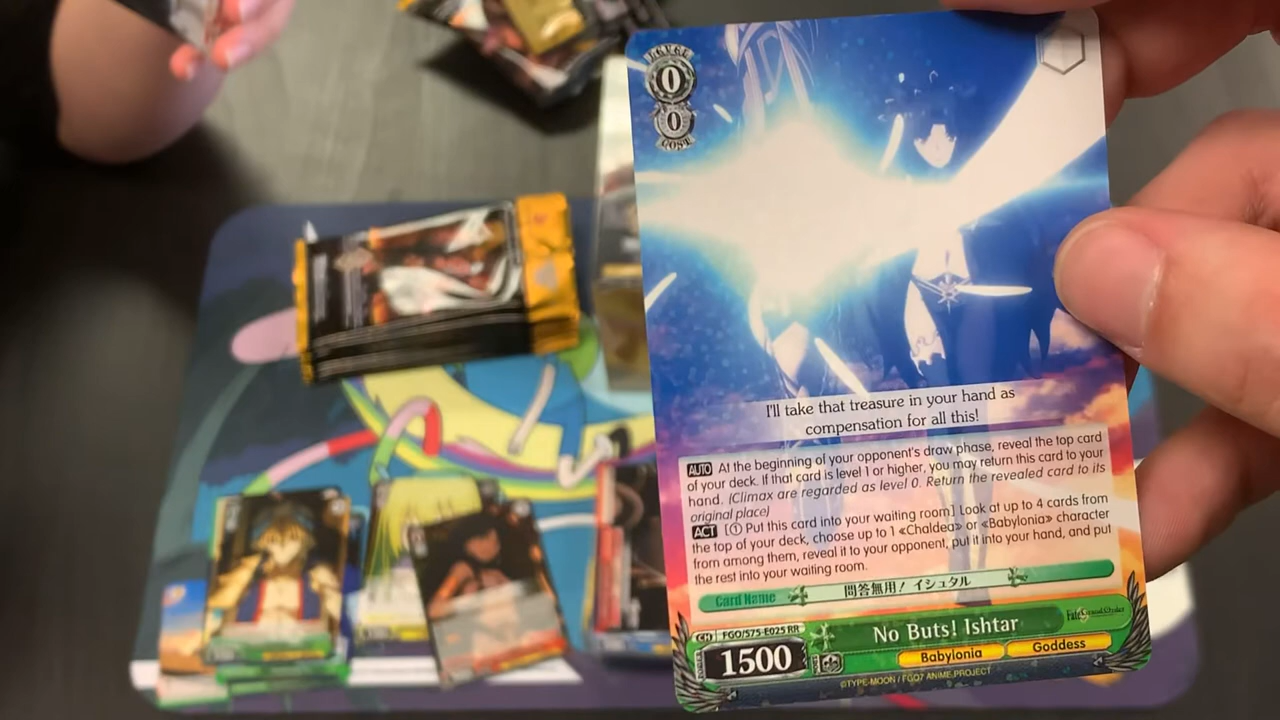 LEVEL
0
0
COST
I'll take that treasure in your hand as
compensation for all this!
AUTO At the beginning of your opponent's draw phase, reveal the top card
of your deck. If that card is level 1 or higher, you may return this card to your
hand. (Climax are regarded as level 0. Return the revealed card to its
original place)
ACT [① Put this card into your waiting room] Look at up to 4 cards from
the top of your deck, choose up to 1 «Chaldea» or «Babylonia» character
from among them, reveal it to your opponent, put it into your hand, and put
the rest into your waiting room.
Card Name 問答無用！ イシュタル
FGO/S75-E025 RR
No Buts! Ishtar
Fate/Grand Order
1500
Babylonia Goddess
©TYPE-MOON / FGO7 ANIME PROJECT